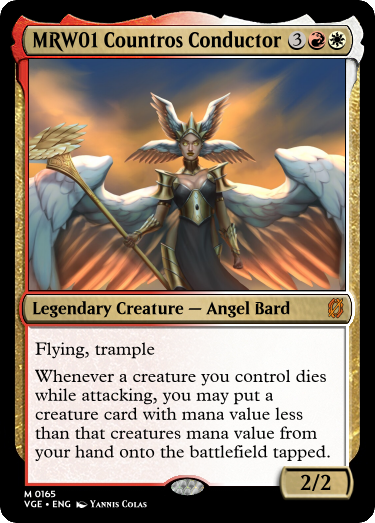 MRW01 Countros Conductor 3
Legendary Creature — Angel Bard
Flying, trample
Whenever a creature you control dies
while attacking, you may put a
creature card with mana value less
than that creatures mana value from
your hand onto the battlefield tapped.
2/2
M 0165
VGE • ENG Yannis Colas